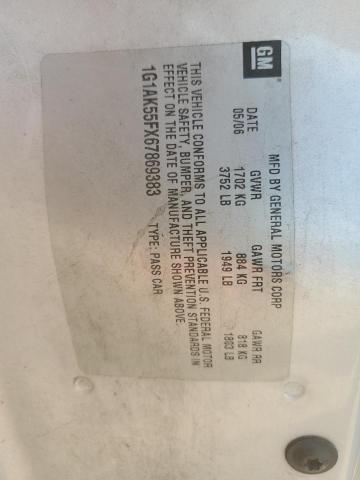 GM
MFD BY GENERAL MOTORS CORP
DATE GVWR GAWR FRT GAWR RR
05/06 1702 KG 884 KG 818 KG
3752 LB 1949 LB 1803 LB
THIS VEHICLE CONFORMS TO ALL APPLICABLE U.S. FEDERAL MOTOR
VEHICLE SAFETY, BUMPER, AND THEFT PREVENTION STANDARDS IN
EFFECT ON THE DATE OF MANUFACTURE SHOWN ABOVE.
1G1AK55FX67869383 TYPE: PASS CAR